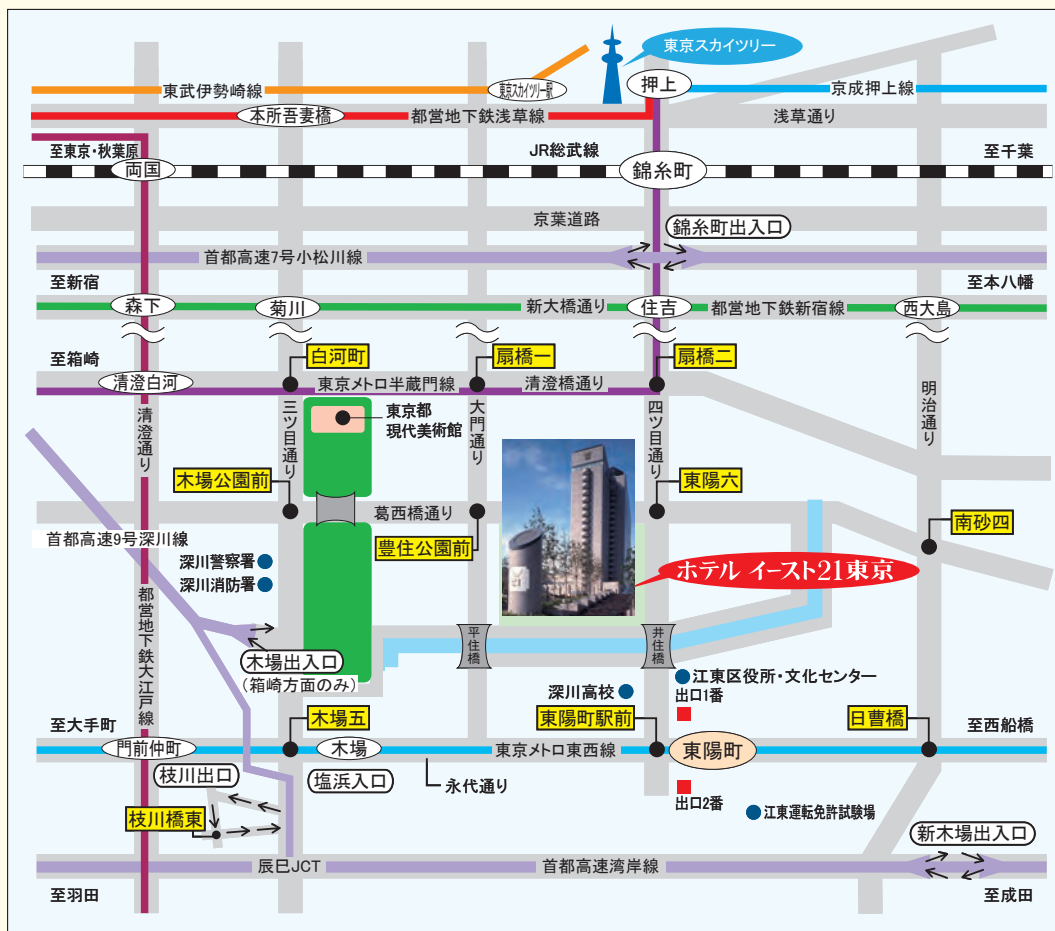 東京スカイツリー
東武伊勢崎線
東京スカイツリー駅
押上
京成押上線
本所吾妻橋
都営地下鉄浅草線
浅草通り
至東京・秋葉原
JR総武線
至千葉
両国
錦糸町
京葉道路
錦糸町出入口
首都高速7号小松川線
至新宿
至本八幡
森下
菊川
新大橋通り
住吉
都営地下鉄新宿線
西大島
至箱崎
白河町
扇橋一
扇橋二
清澄白河
東京メトロ半蔵門線
清澄橋通り
清澄通り
三ツ目通り
東京都
現代美術館
大門通り
四ツ目通り
明治通り
木場公園前
東陽六
葛西橋通り
豊住公園前
南砂四
首都高速9号深川線
深川警察署
深川消防署
ホテル イースト21東京
都営地下鉄大江戸線
平住橋
井住橋
木場出入口
(箱崎方面のみ)
江東区役所・文化センター
深川高校
出口1番
至大手町
木場五
東陽町駅前
日曹橋
至西船橋
門前仲町
木場
東京メトロ東西線
東陽町
枝川出口
塩浜入口
永代通り
出口2番
枝川橋東
江東運転免許試験場
新木場出入口
辰巳JCT
首都高速湾岸線
至羽田
至成田